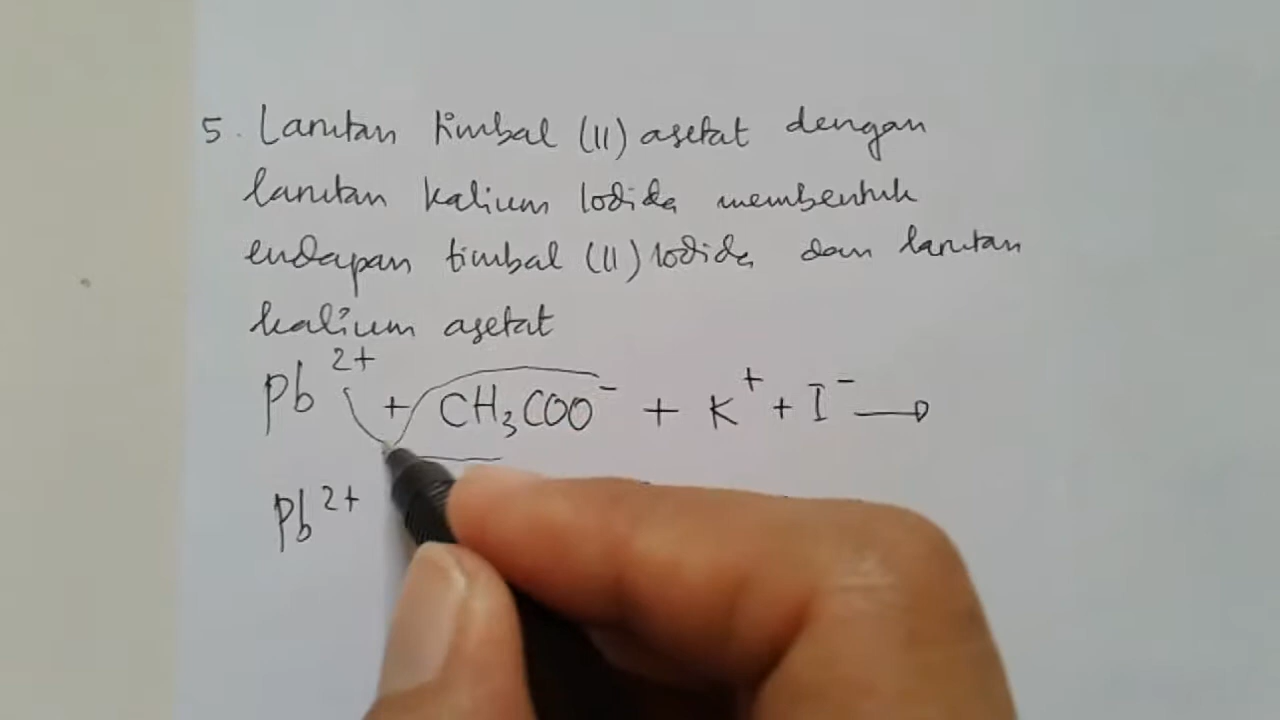 5. Larutan timbal (II) asetat dengan
larutan kalium Iodida membentuk
endapan timbal (II) Iodida dan larutan
kalium asetat
Pb²⁺ + CH₃COO⁻ + K⁺ + I⁻ →
Pb²⁺